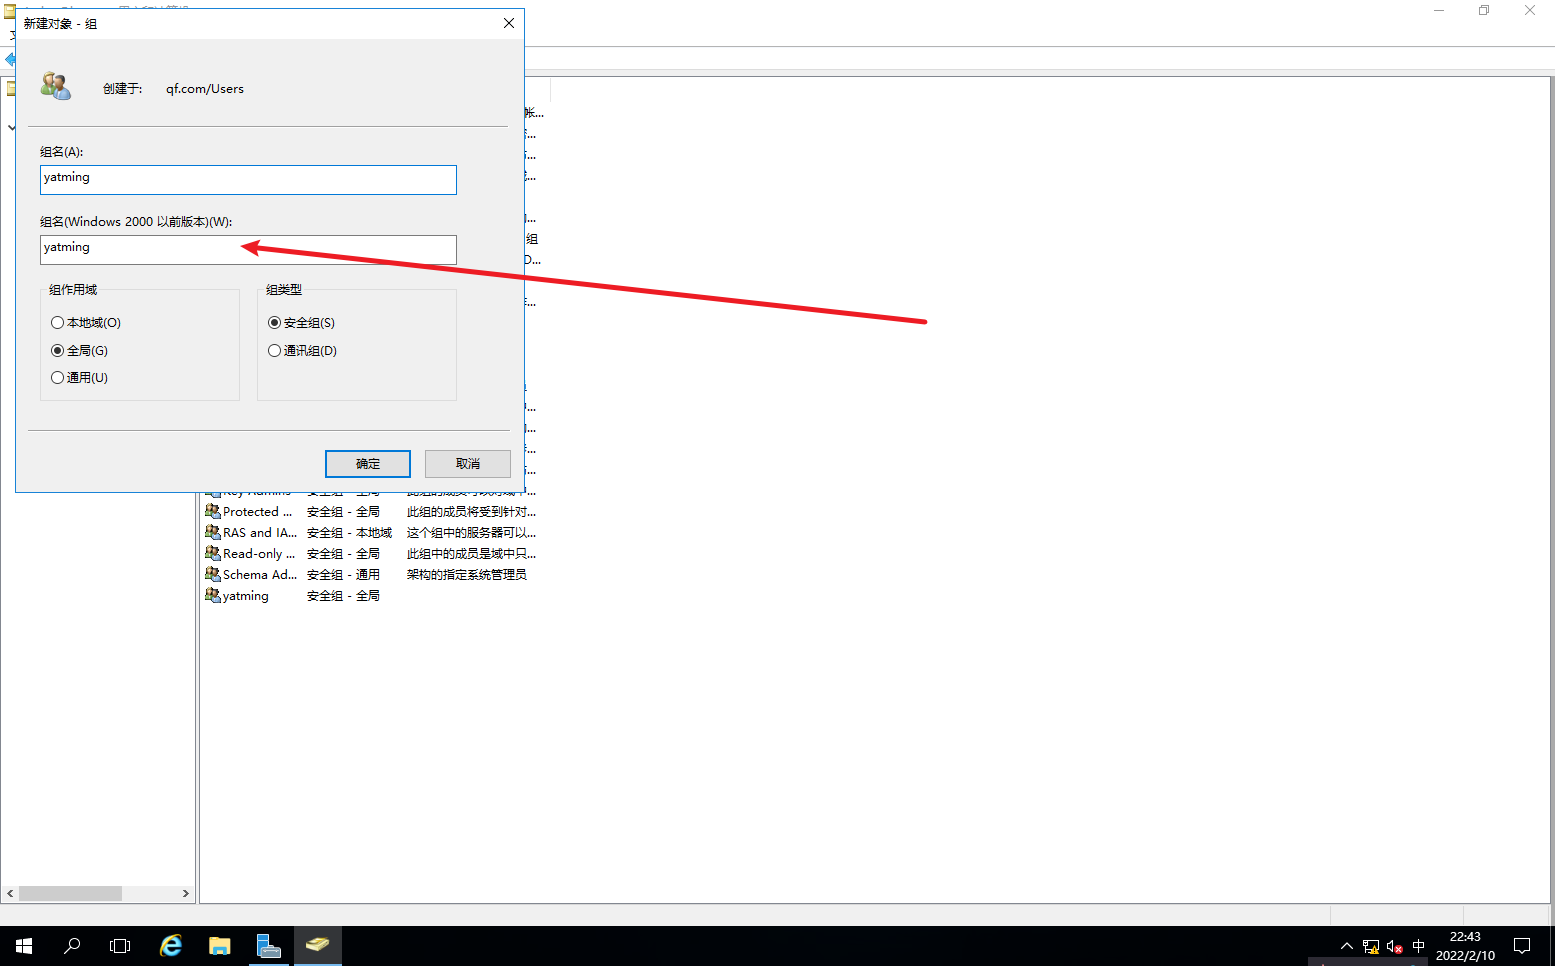 新建对象 - 组
创建于:
qf.com/Users
组名(A):
yatming
组名(Windows 2000 以前版本)(W):
yatming
组作用域
本地域(O)
全局(G)
通用(U)
组类型
安全组(S)
通讯组(D)
确定
取消
帐...
组
Protected ... 安全组 - 全局 此组的成员将受到针对...
RAS and IA... 安全组 - 本地域 这个组中的服务器可以...
Read-only ... 安全组 - 全局 此组中的成员是域中只...
Schema Ad... 安全组 - 通用 架构的指定系统管理员
yatming 安全组 - 全局
中
22:43
2022/2/10